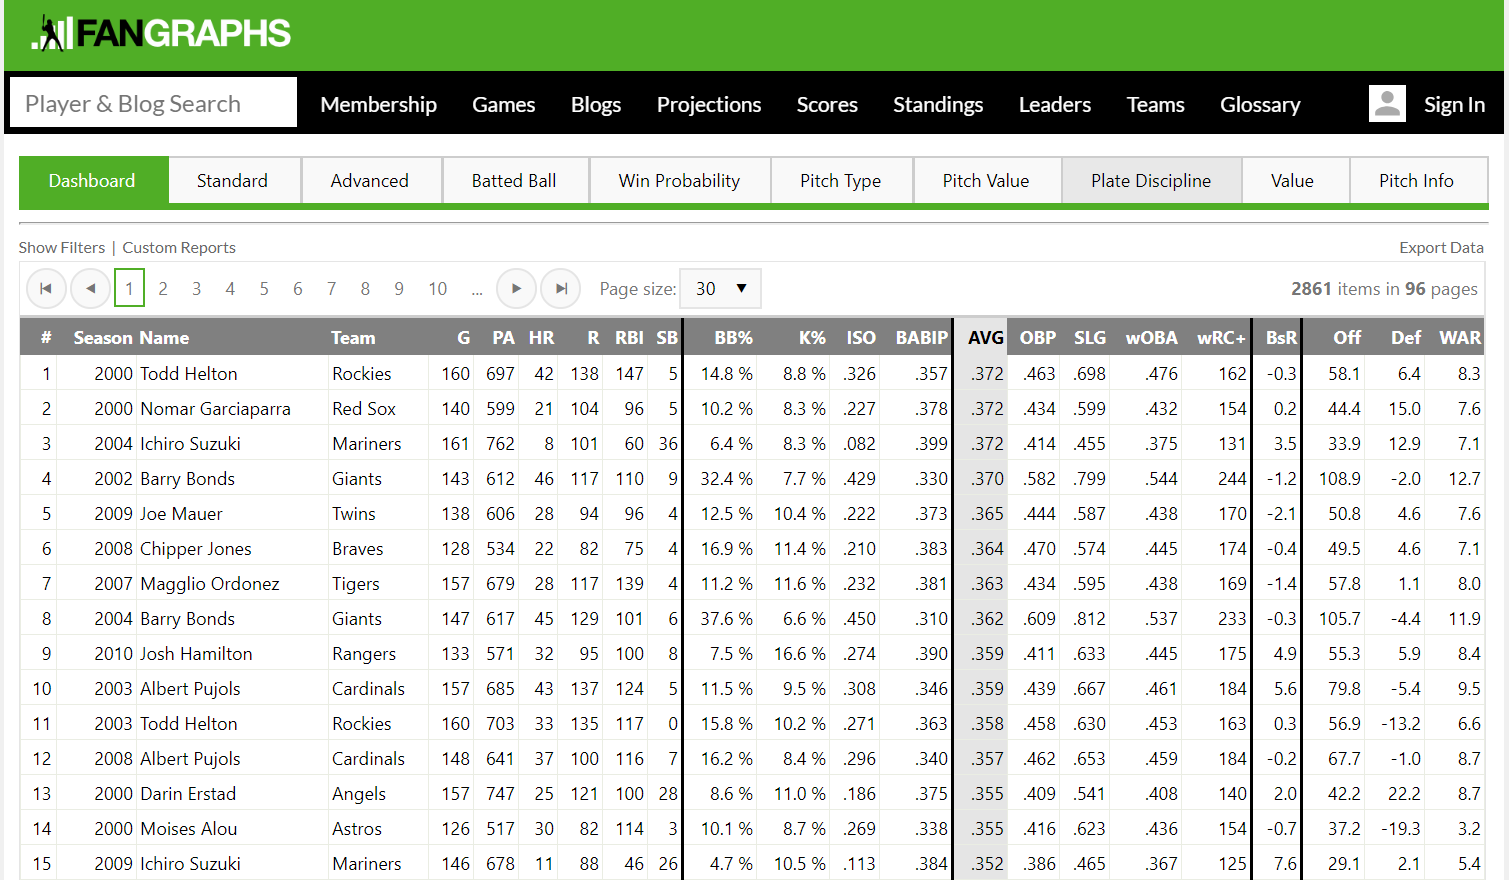 FANGRAPHS
Player & Blog Search Membership Games Blogs Projections Scores Standings Leaders Teams Glossary Sign In
Dashboard Standard Advanced Batted Ball Win Probability Pitch Type Pitch Value Plate Discipline Value Pitch Info
Show Filters | Custom Reports Export Data
1 2 3 4 5 6 7 8 9 10 ... Page size: 30 2861 items in 96 pages
# Season Name Team G PA HR R RBI SB BB% K% ISO BABIP AVG OBP SLG wOBA wRC+ BsR Off Def WAR
1 2000 Todd Helton Rockies 160 697 42 138 147 5 14.8 % 8.8 % .326 .357 .372 .463 .698 .476 162 -0.3 58.1 6.4 8.3
2 2000 Nomar Garciaparra Red Sox 140 599 21 104 96 5 10.2 % 8.3 % .227 .378 .372 .434 .599 .432 154 0.2 44.4 15.0 7.6
3 2004 Ichiro Suzuki Mariners 161 762 8 101 60 36 6.4 % 8.3 % .082 .399 .372 .414 .455 .375 131 3.5 33.9 12.9 7.1
4 2002 Barry Bonds Giants 143 612 46 117 110 9 32.4 % 7.7 % .429 .330 .370 .582 .799 .544 244 -1.2 108.9 -2.0 12.7
5 2009 Joe Mauer Twins 138 606 28 94 96 4 12.5 % 10.4 % .222 .373 .365 .444 .587 .438 170 -2.1 50.8 4.6 7.6
6 2008 Chipper Jones Braves 128 534 22 82 75 4 16.9 % 11.4 % .210 .383 .364 .470 .574 .445 174 -0.4 49.5 4.6 7.1
7 2007 Magglio Ordonez Tigers 157 679 28 117 139 4 11.2 % 11.6 % .232 .381 .363 .434 .595 .438 169 -1.4 57.8 1.1 8.0
8 2004 Barry Bonds Giants 147 617 45 129 101 6 37.6 % 6.6 % .450 .310 .362 .609 .812 .537 233 -0.3 105.7 -4.4 11.9
9 2010 Josh Hamilton Rangers 133 571 32 95 100 8 7.5 % 16.6 % .274 .390 .359 .411 .633 .445 175 4.9 55.3 5.9 8.4
10 2003 Albert Pujols Cardinals 157 685 43 137 124 5 11.5 % 9.5 % .308 .346 .359 .439 .667 .461 184 5.6 79.8 -5.4 9.5
11 2003 Todd Helton Rockies 160 703 33 135 117 0 15.8 % 10.2 % .271 .363 .358 .458 .630 .453 163 0.3 56.9 -13.2 6.6
12 2008 Albert Pujols Cardinals 148 641 37 100 116 7 16.2 % 8.4 % .296 .340 .357 .462 .653 .459 184 -0.2 67.7 -1.0 8.7
13 2000 Darin Erstad Angels 157 747 25 121 100 28 8.6 % 11.0 % .186 .375 .355 .409 .541 .408 140 2.0 42.2 22.2 8.7
14 2000 Moises Alou Astros 126 517 30 82 114 3 10.1 % 8.7 % .269 .338 .355 .416 .623 .436 154 -0.7 37.2 -19.3 3.2
15 2009 Ichiro Suzuki Mariners 146 678 11 88 46 26 4.7 % 10.5 % .113 .384 .352 .386 .465 .367 125 7.6 29.1 2.1 5.4